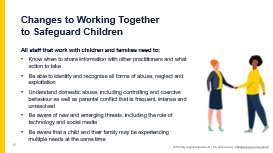 Changes to Working Together
to Safeguard Children
All staff that work with children and families need to:
• Know when to share information with other practitioners and what
action to take
• Be able to identify and recognise all forms of abuse, neglect and
exploitation
• Understand domestic abuse, including controlling and coercive
behaviour as well as parental conflict that is frequent, intense and
unresolved
• Be aware of new and emerging threats, including the role of
technology and social media
• Be aware that a child and their family may be experiencing
multiple needs at the same time